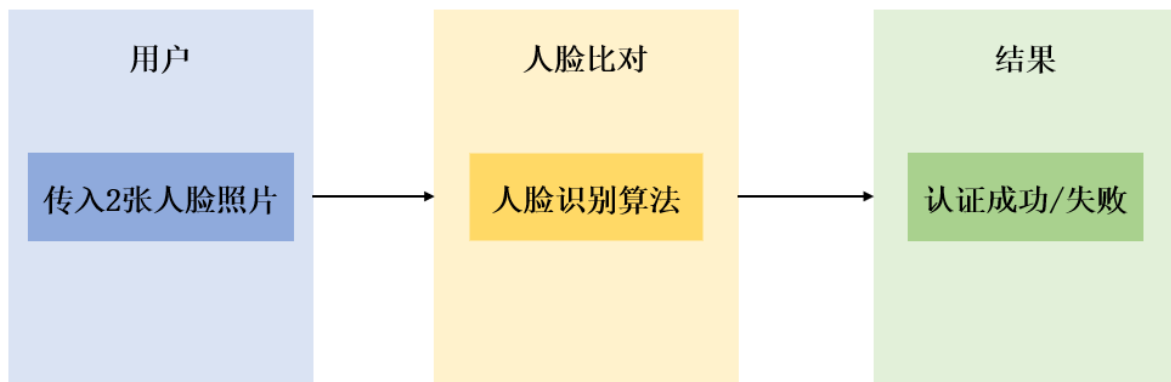 用户
人脸比对
结果
传入2张人脸照片
人脸识别算法
认证成功/失败